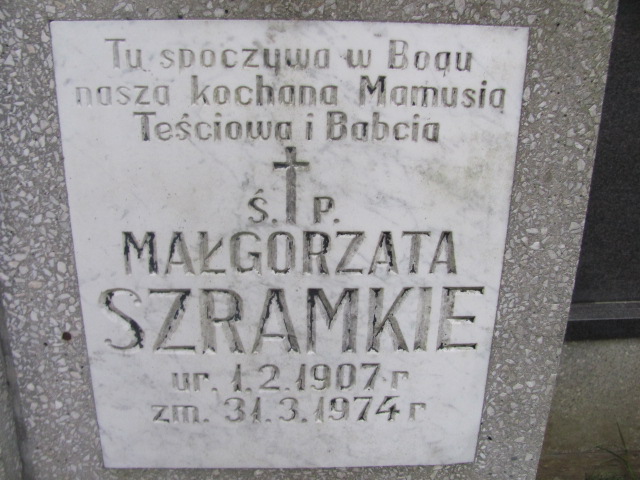 Tu spoczywa w Bogu
nasza kochana Mamusia
Teściowa i Babcia
Ś. P.
MAŁGORZATA
SZRAMKIE
ur. 1.2.1907 r
zm. 31.3.1974 r